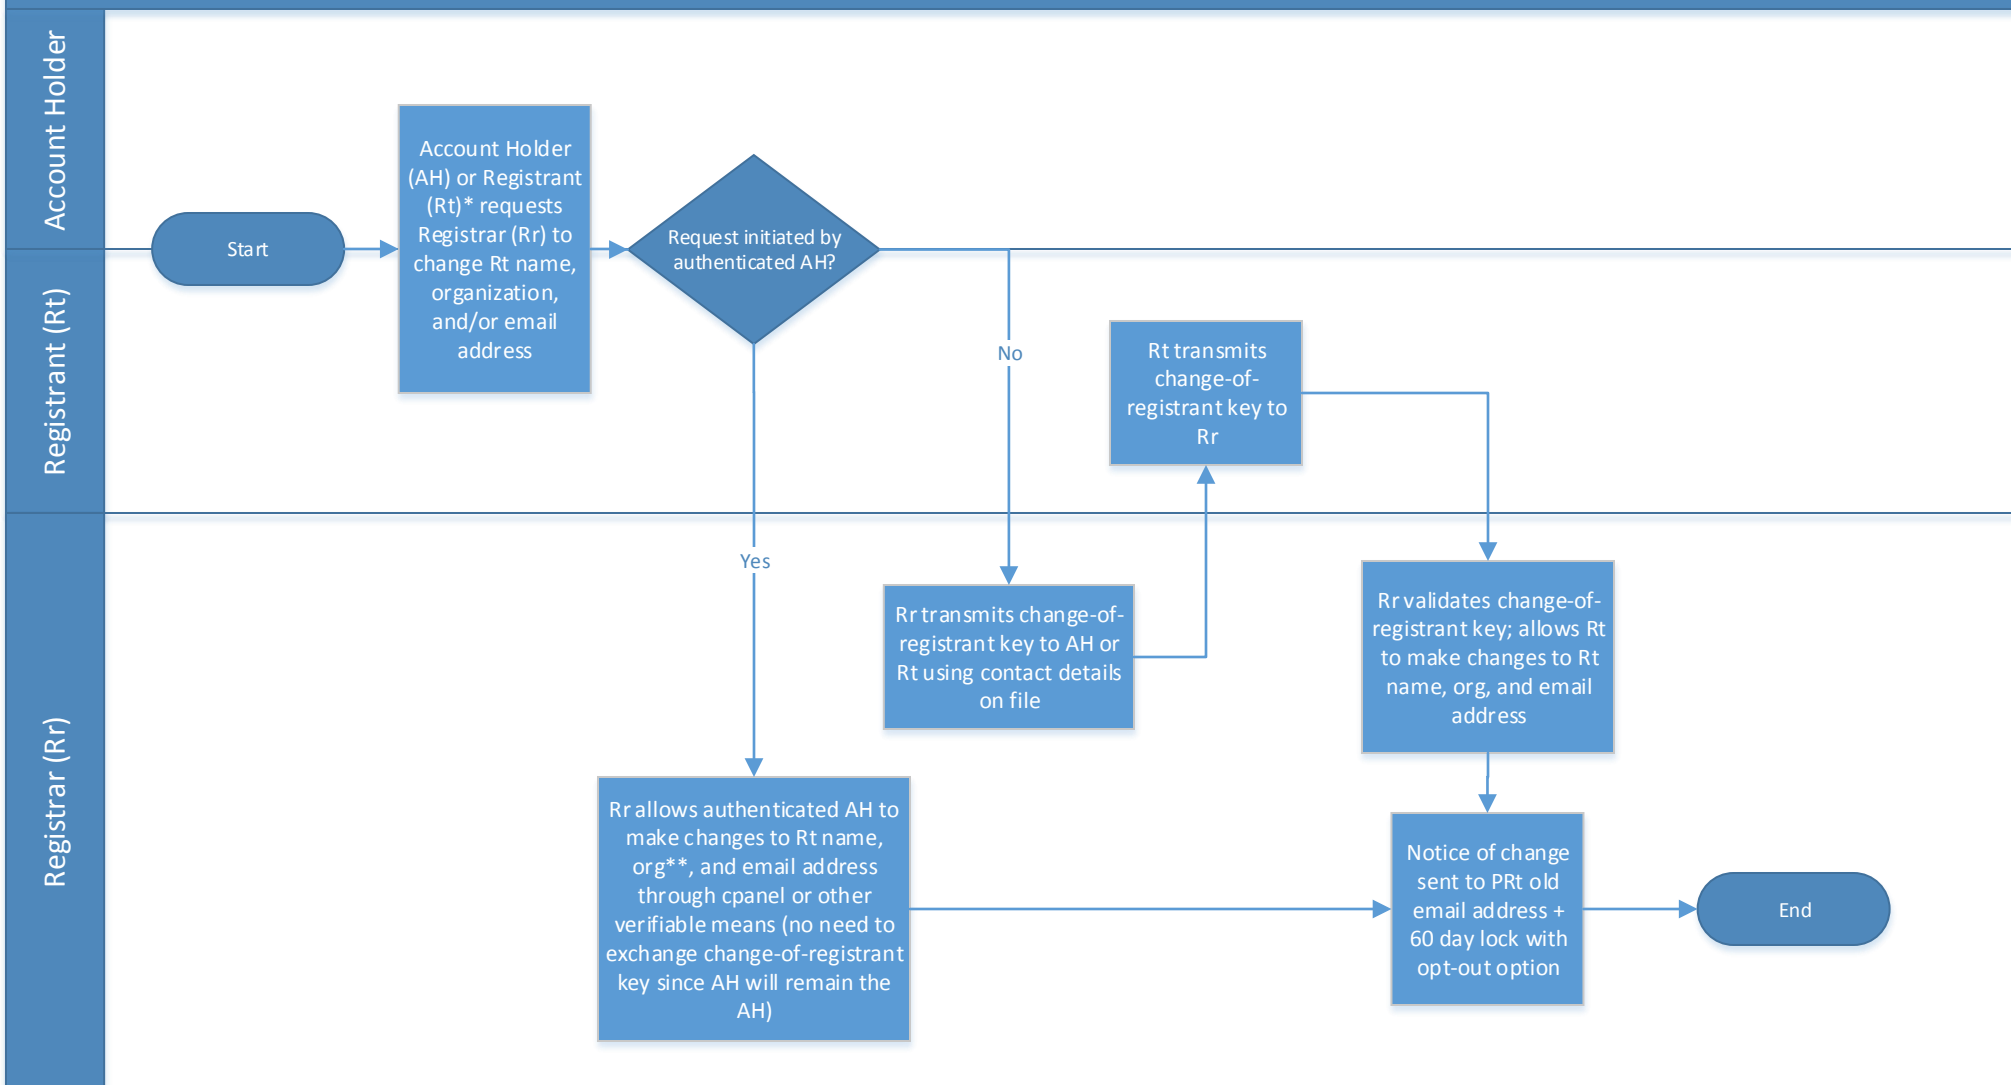 Account Holder
Registrant (Rt)
Registrar (Rr)
Start
Account Holder
(AH) or Registrant
(Rt)* requests
Registrar (Rr) to
change Rt name,
organization,
and/or email
address
Request initiated by
authenticated AH?
No
Yes
Rt transmits
change-of-
registrant key to
Rr
Rr transmits change-of-
registrant key to AH or
Rt using contact details
on file
Rr validates change-of-
registrant key; allows Rt
to make changes to Rt
name, org, and email
address
Rr allows authenticated AH to
make changes to Rt name,
org**, and email address
through cpanel or other
verifiable means (no need to
exchange change-of-registrant
key since AH will remain the
AH)
Notice of change
sent to PRt old
email address +
60 day lock with
opt-out option
End